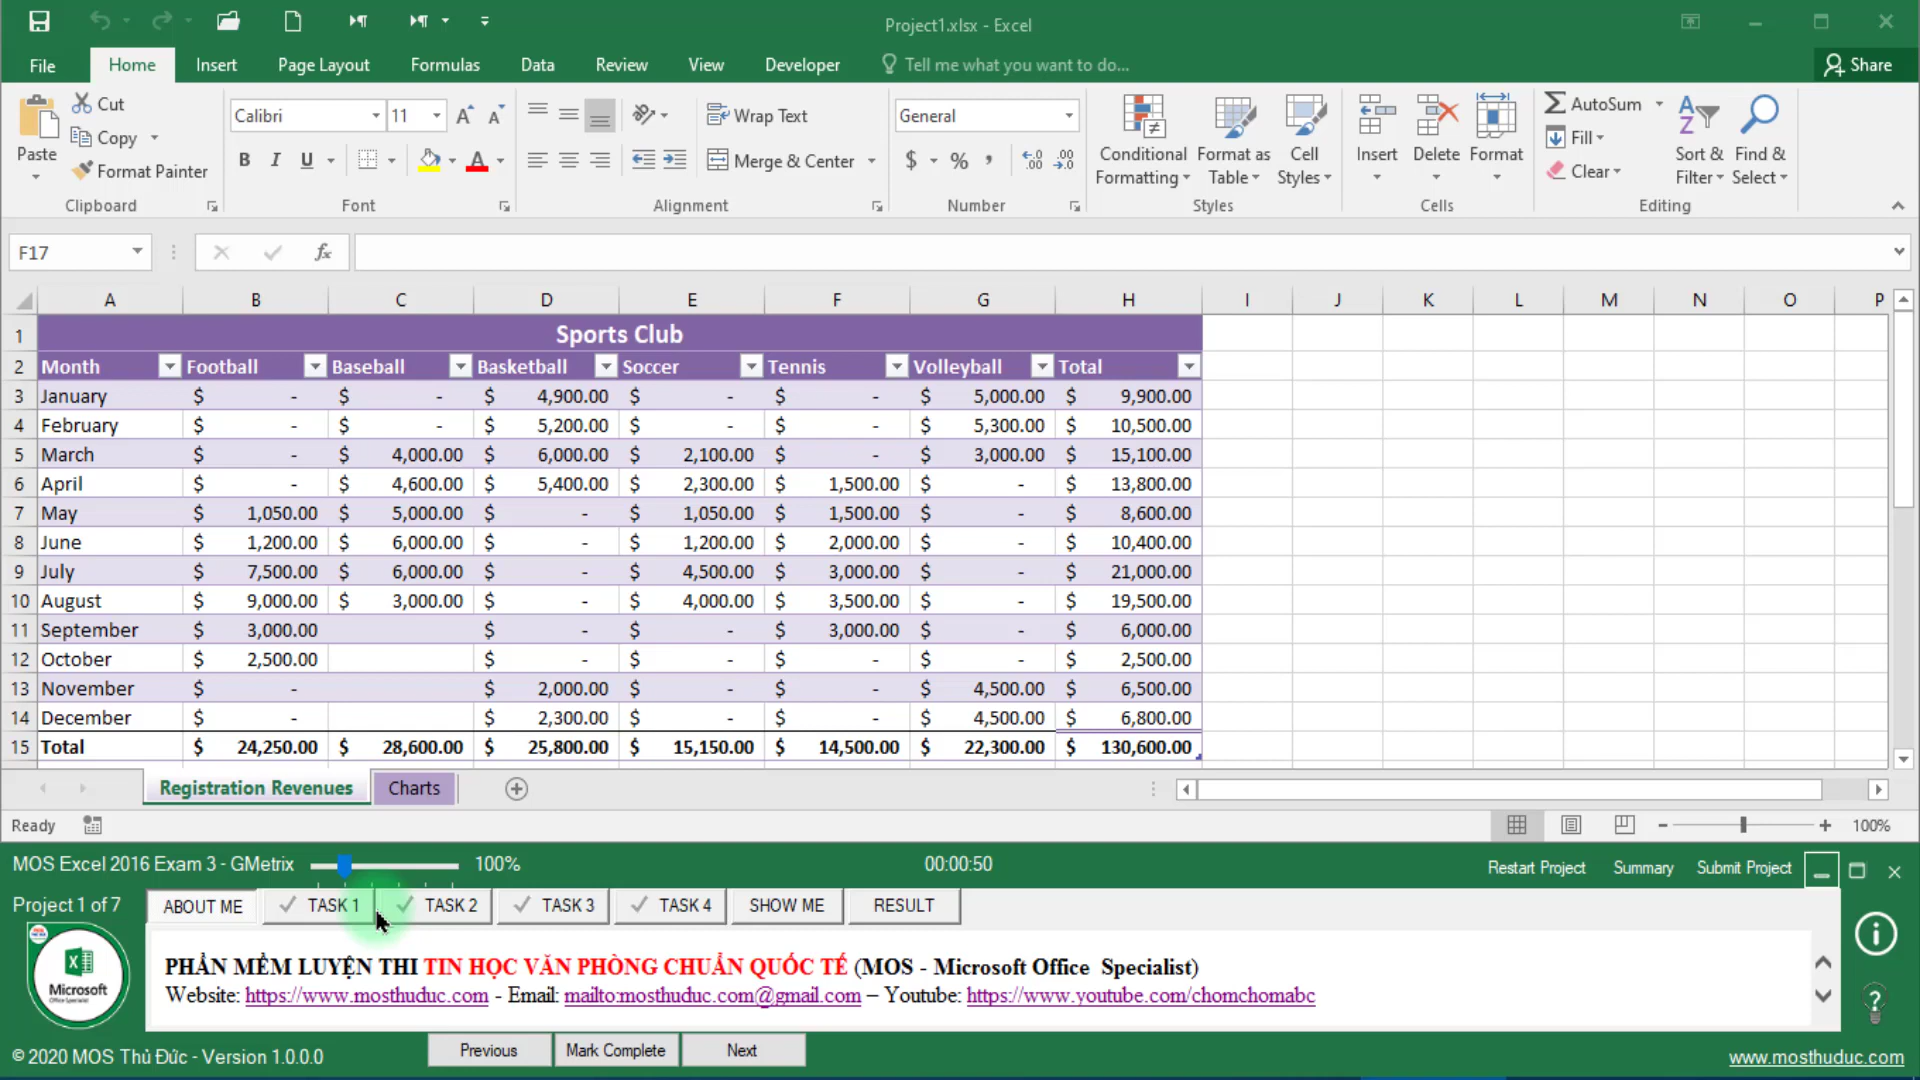 Project1.xlsx - Excel
File Home Insert Page Layout Formulas Data Review View Developer Tell me what you want to do... Share
Paste Cut Copy Format Painter Clipboard
Calibri 11 B I U A Font
Wrap Text Merge & Center Alignment
General $ % Number
Conditional Formatting Format as Table Cell Styles Styles
Insert Delete Format Cells
AutoSum Fill Clear Sort & Filter Find & Select Editing
F17 fx
A B C D E F G H I J K L M N O P
1 Sports Club
2 Month Football Baseball Basketball Soccer Tennis Volleyball Total
3 January $ - $ - $ 4,900.00 $ - $ - $ 5,000.00 $ 9,900.00
4 February $ - $ - $ 5,200.00 $ - $ - $ 5,300.00 $ 10,500.00
5 March $ - $ 4,000.00 $ 6,000.00 $ 2,100.00 $ - $ 3,000.00 $ 15,100.00
6 April $ - $ 4,600.00 $ 5,400.00 $ 2,300.00 $ 1,500.00 $ - $ 13,800.00
7 May $ 1,050.00 $ 5,000.00 $ - $ 1,050.00 $ 1,500.00 $ - $ 8,600.00
8 June $ 1,200.00 $ 6,000.00 $ - $ 1,200.00 $ 2,000.00 $ - $ 10,400.00
9 July $ 7,500.00 $ 6,000.00 $ - $ 4,500.00 $ 3,000.00 $ - $ 21,000.00
10 August $ 9,000.00 $ 3,000.00 $ - $ 4,000.00 $ 3,500.00 $ - $ 19,500.00
11 September $ 3,000.00 $ - $ - $ 3,000.00 $ - $ 6,000.00
12 October $ 2,500.00 $ - $ - $ - $ - $ 2,500.00
13 November $ - $ 2,000.00 $ - $ - $ 4,500.00 $ 6,500.00
14 December $ - $ 2,300.00 $ - $ - $ 4,500.00 $ 6,800.00
15 Total $ 24,250.00 $ 28,600.00 $ 25,800.00 $ 15,150.00 $ 14,500.00 $ 22,300.00 $ 130,600.00
Registration Revenues Charts
Ready 100%
MOS Excel 2016 Exam 3 - GMetrix 100% 00:00:50 Restart Project Summary Submit Project
Project 1 of 7 ABOUT ME TASK 1 TASK 2 TASK 3 TASK 4 SHOW ME RESULT
PHẦN MỀM LUYỆN THI TIN HỌC VĂN PHÒNG CHUẨN QUỐC TẾ (MOS - Microsoft Office Specialist)
Website: https://www.mosthuduc.com - Email: mailto:mosthuduc.com@gmail.com – Youtube: https://www.youtube.com/chomchomabc
Microsoft
Office Specialist
Previous Mark Complete Next
© 2020 MOS Thủ Đức - Version 1.0.0.0 www.mosthuduc.com